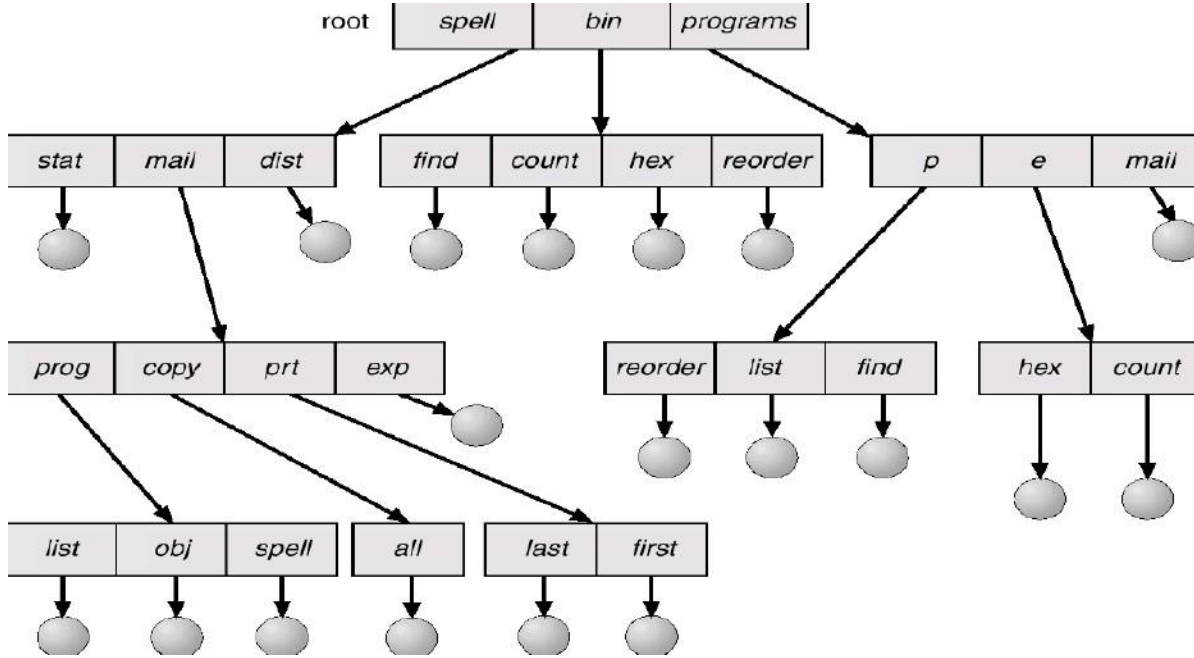 root spell bin programs
stat mail dist find count hex reorder p e mail
prog copy prt exp reorder list find hex count
list obj spell all last first